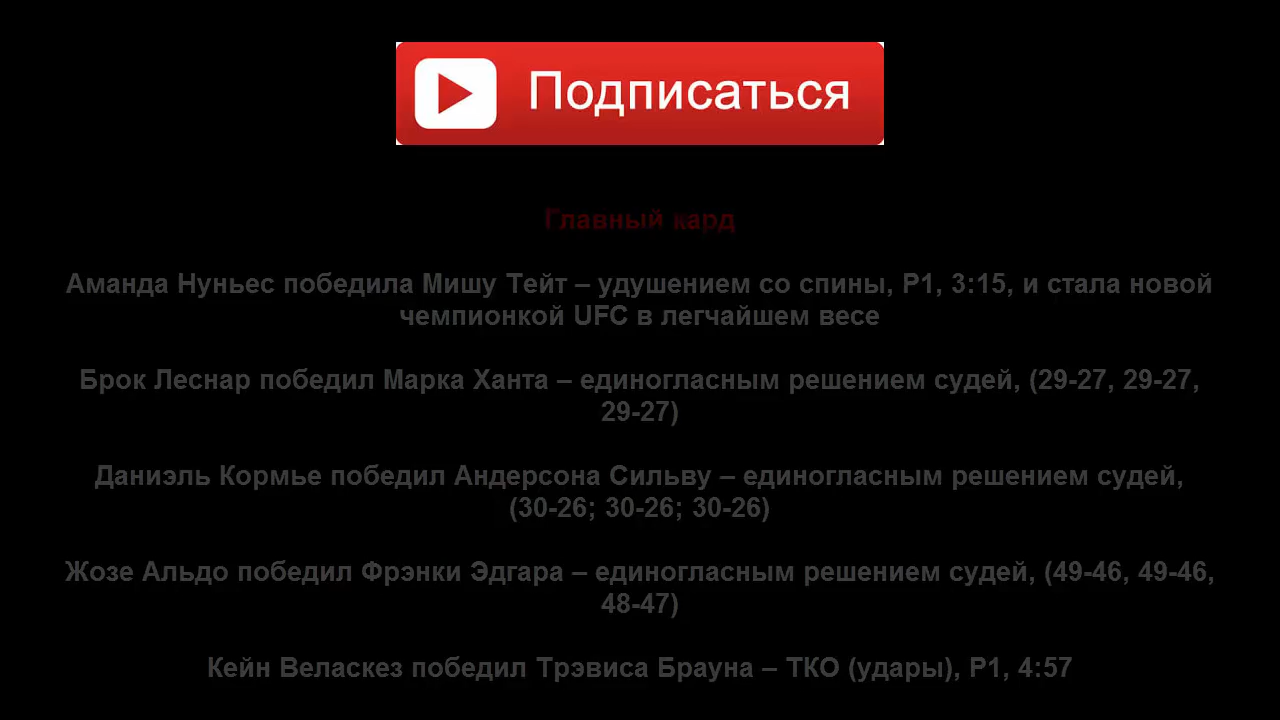 Подписаться
Главный кард
Аманда Нуньес победила Мишу Тейт – удушением со спины, Р1, 3:15, и стала новой
чемпионкой UFC в легчайшем весе
Брок Леснар победил Марка Ханта – единогласным решением судей, (29-27, 29-27,
29-27)
Даниэль Кормье победил Андерсона Сильву – единогласным решением судей,
(30-26; 30-26; 30-26)
Жозе Альдо победил Фрэнки Эдгара – единогласным решением судей, (49-46, 49-46,
48-47)
Кейн Веласкез победил Трэвиса Брауна – ТКО (удары), Р1, 4:57